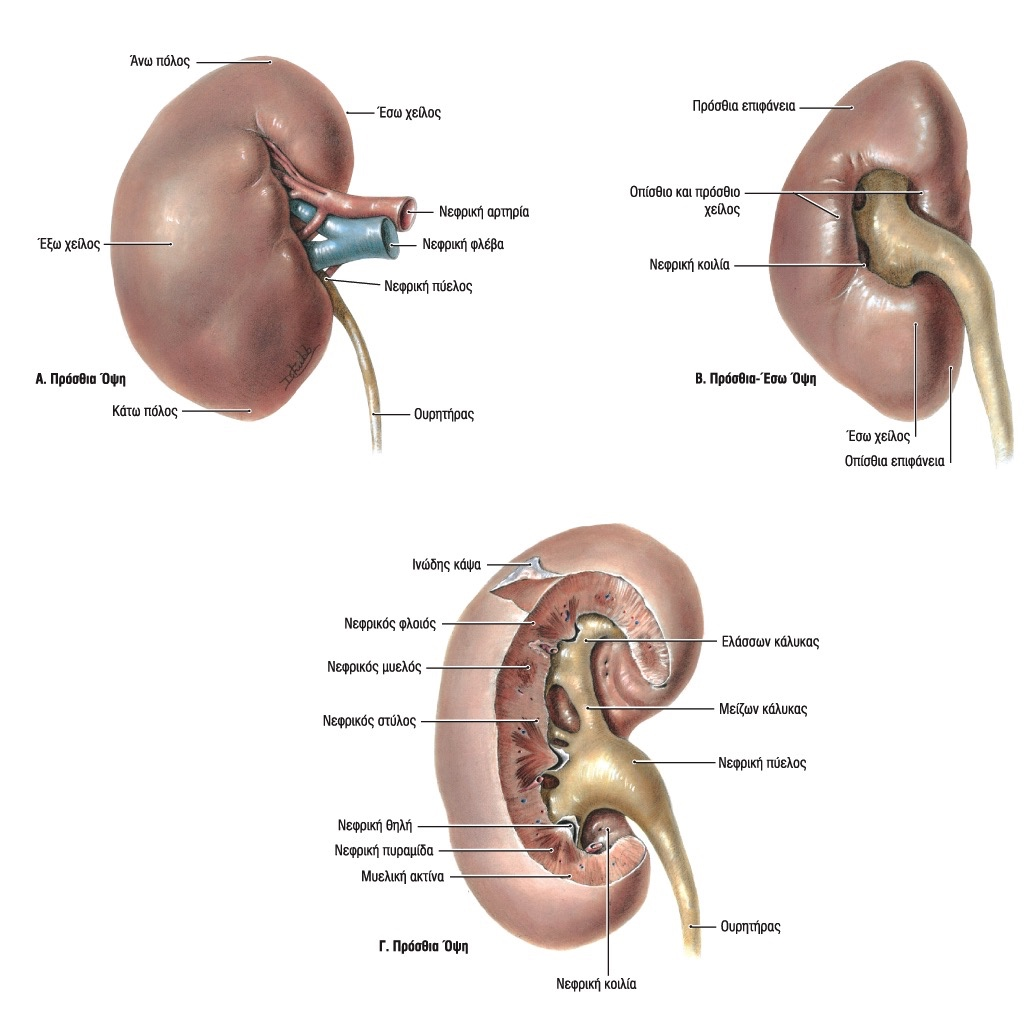 Άνω πόλος
Έσω χείλος
Νεφρική αρτηρία
Έξω χείλος
Νεφρική φλέβα
Νεφρική πύελος
Α. Πρόσθια Όψη
Κάτω πόλος
Ουρητήρας
Πρόσθια επιφάνεια
Οπίσθιο και πρόσθιο
χείλος
Νεφρική κοιλία
Β. Πρόσθια-Έσω Όψη
Έσω χείλος
Οπίσθια επιφάνεια
Ινώδης κάψα
Νεφρικός φλοιός
Ελάσσων κάλυκας
Νεφρικός μυελός
Μείζων κάλυκας
Νεφρικός στύλος
Νεφρική πύελος
Νεφρική θηλή
Νεφρική πυραμίδα
Μυελική ακτίνα
Ουρητήρας
Γ. Πρόσθια Όψη
Νεφρική κοιλία